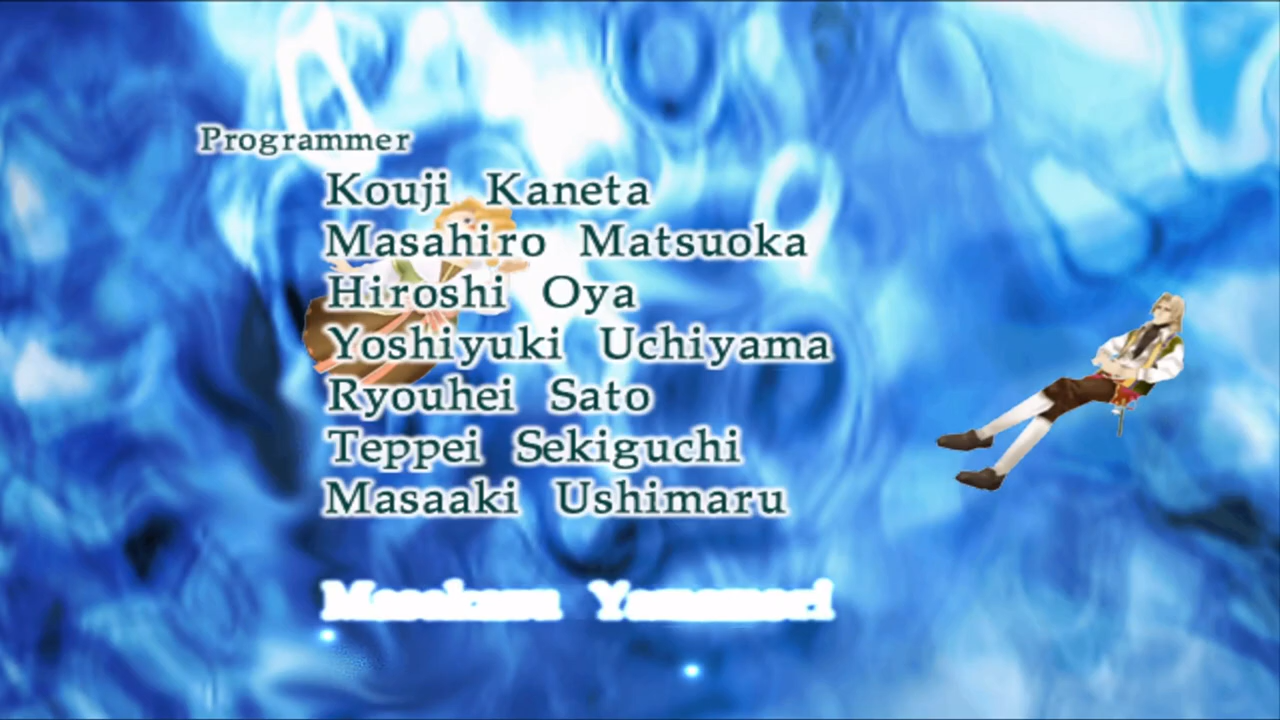 Programmer
Kouji Kaneta
Masahiro Matsuoka
Hiroshi Oya
Yoshiyuki Uchiyama
Ryouhei Sato
Teppei Sekiguchi
Masaaki Ushimaru